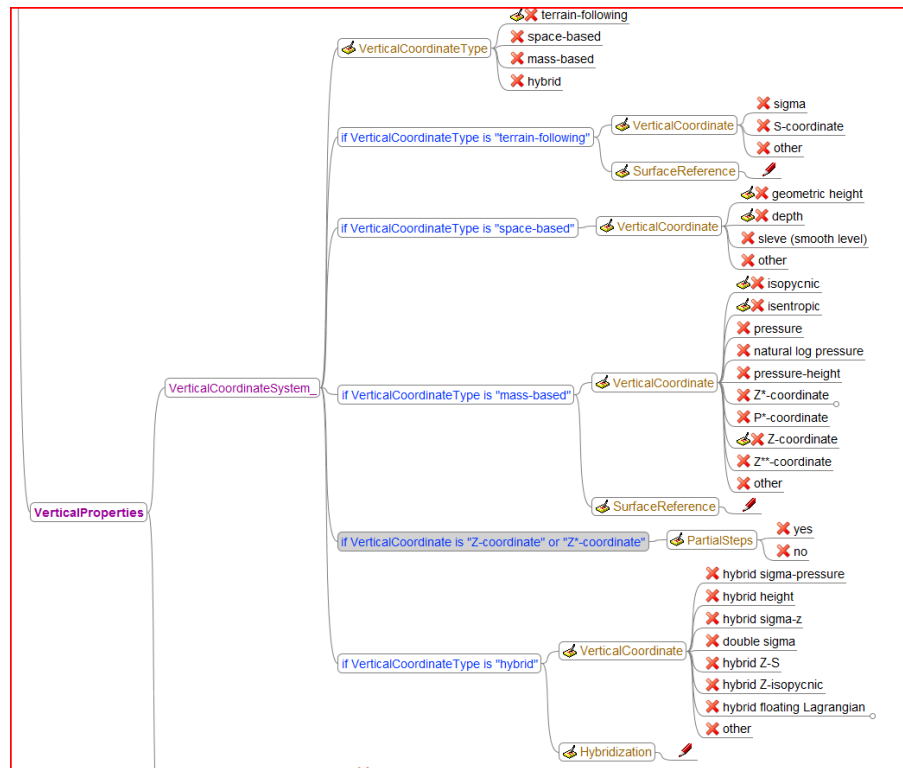 terrain-following
space-based
VerticalCoordinateType
mass-based
hybrid
sigma
if VerticalCoordinateType is "terrain-following"
VerticalCoordinate
S-coordinate
other
SurfaceReference
geometric height
if VerticalCoordinateType is "space-based"
VerticalCoordinate
depth
sleve (smooth level)
other
isopycnic
isentropic
pressure
natural log pressure
VerticalCoordinateSystem_
if VerticalCoordinateType is "mass-based"
VerticalCoordinate
pressure-height
Z*-coordinate
P*-coordinate
Z-coordinate
Z**-coordinate
other
SurfaceReference
VerticalProperties
if VerticalCoordinate is "Z-coordinate" or "Z*-coordinate"
PartialSteps
yes
no
hybrid sigma-pressure
hybrid height
hybrid sigma-z
if VerticalCoordinateType is "hybrid"
VerticalCoordinate
double sigma
hybrid Z-S
hybrid Z-isopycnic
hybrid floating Lagrangian
other
Hybridization